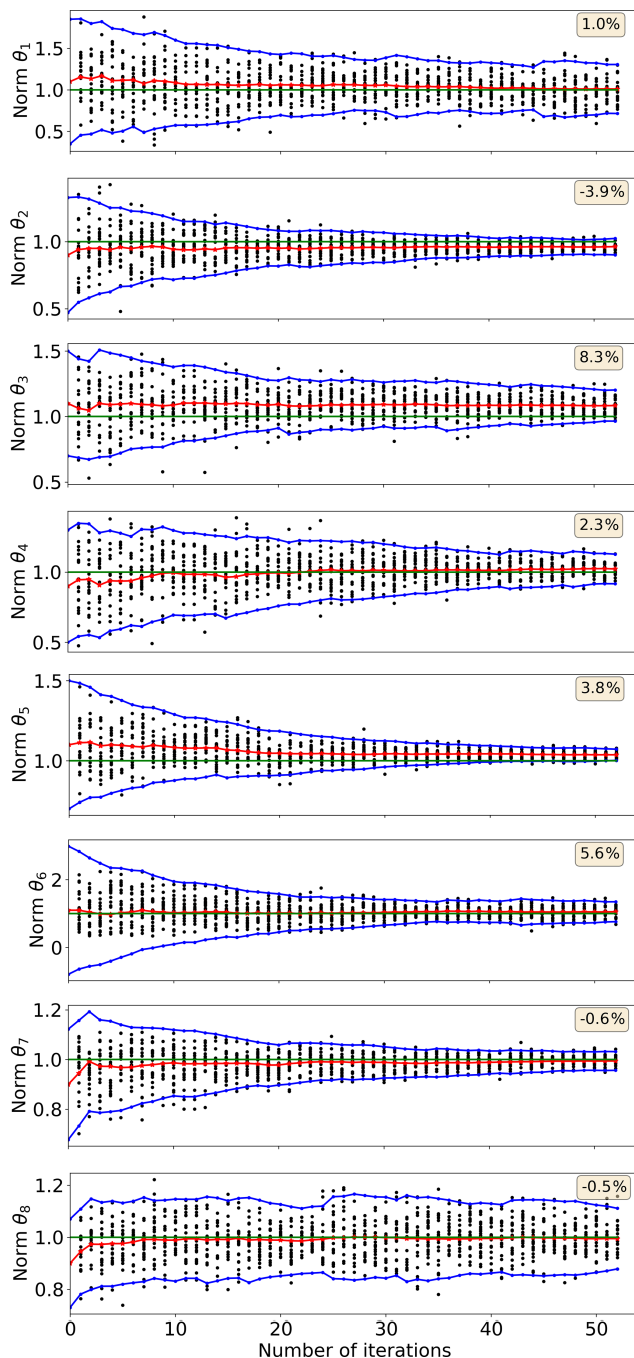 1.0%
1.5
1.0
0.5
Norm θ1
-3.9%
1.0
0.5
Norm θ2
8.3%
1.5
1.0
0.5
Norm θ3
2.3%
1.0
0.5
Norm θ4
3.8%
1.5
1.0
Norm θ5
5.6%
2
0
Norm θ6
-0.6%
1.2
1.0
0.8
Norm θ7
-0.5%
1.2
1.0
0.8
Norm θ8
0 10 20 30 40 50
Number of iterations